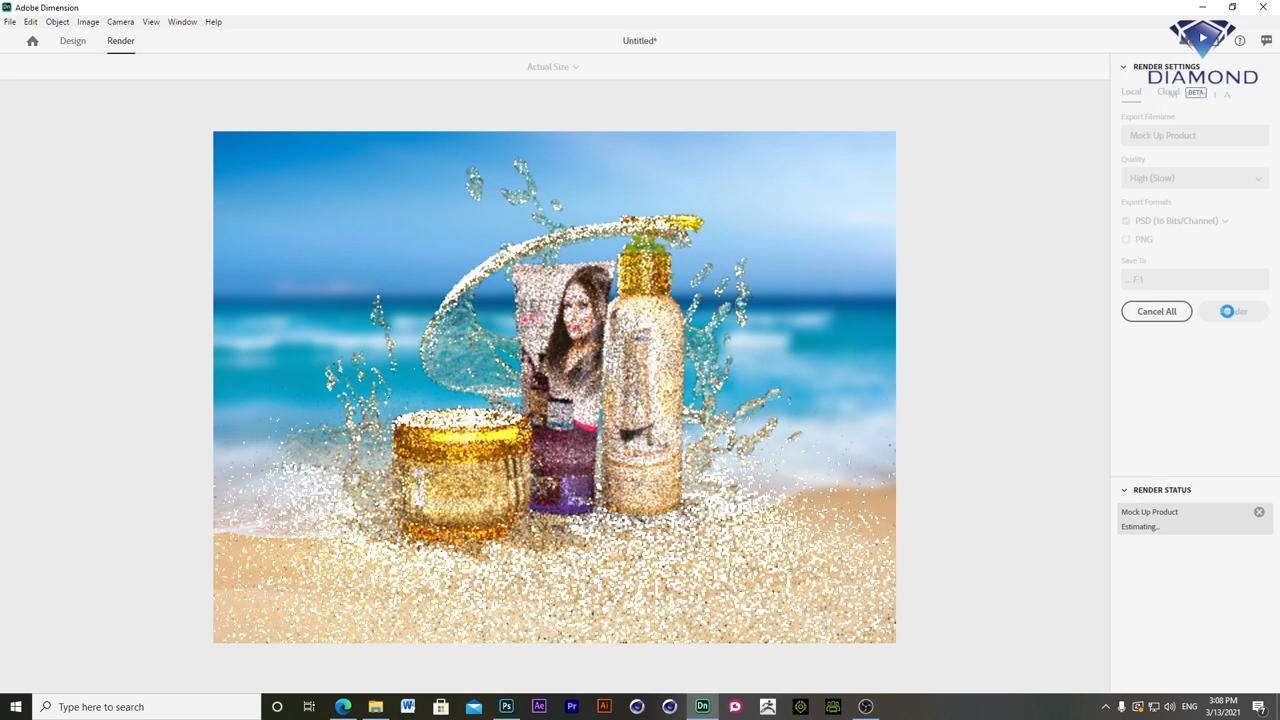 Adobe Dimension
File Edit Object Image Camera View Window Help
Design Render Untitled*
Actual Size
RENDER SETTINGS
DIAMOND
Local Cloud BETA
Export Filename
Mock Up Product
Quality
High (Slow)
Export Formats
PSD (16 Bits/Channel)
PNG
Save To
...F:\
Cancel All
RENDER STATUS
Mock Up Product
Estimating...
Type here to search
ENG
3:08 PM
3/13/2021